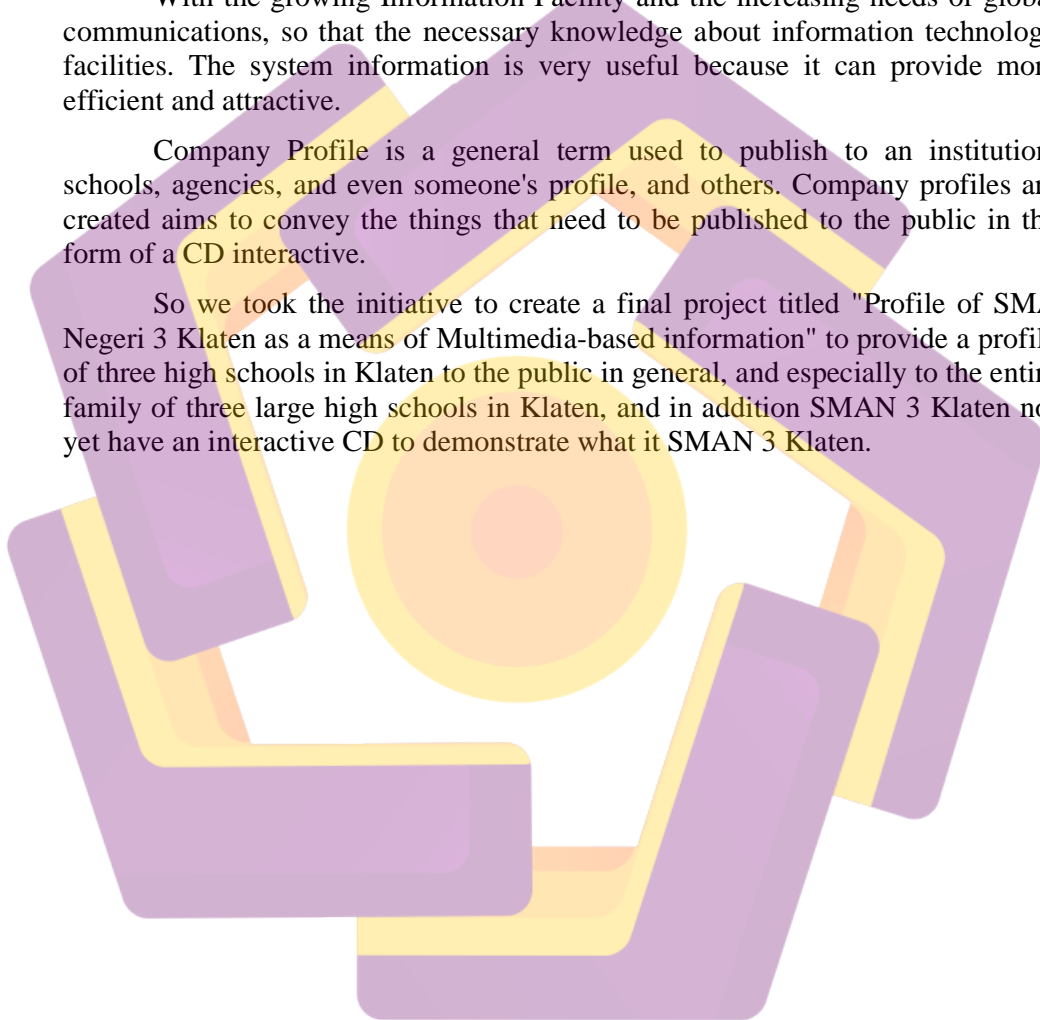 With the growing Information Facility and the increasing needs of globa
communications, so that the necessary knowledge about information technolog
facilities. The system information is very useful because it can provide mor
efficient and attractive.
Company Profile is a general term used to publish to an institution
schools, agencies, and even someone's profile, and others. Company profiles ar
created aims to convey the things that need to be published to the public in th
form of a CD interactive.
So we took the initiative to create a final project titled "Profile of SMA
Negeri 3 Klaten as a means of Multimedia-based information" to provide a profil
of three high schools in Klaten to the public in general, and especially to the entir
family of three large high schools in Klaten, and in addition SMAN 3 Klaten no
yet have an interactive CD to demonstrate what it SMAN 3 Klaten.